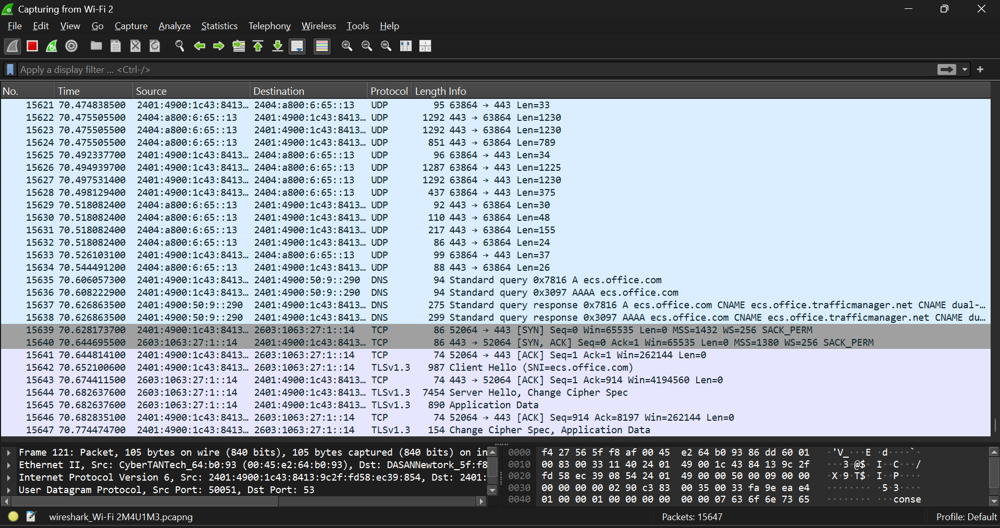 Capturing from Wi-Fi 2
File Edit View Go Capture Analyze Statistics Telephony Wireless Tools Help
Apply a display filter ... <Ctrl-/>
No. Time Source Destination Protocol Length Info
15621 70.474838500 2401:4900:1c43:8413… 2404:a800:6:65::13 UDP 95 63864 → 443 Len=33
15622 70.475505500 2404:a800:6:65::13 2401:4900:1c43:8413… UDP 1292 443 → 63864 Len=1230
15623 70.475505500 2404:a800:6:65::13 2401:4900:1c43:8413… UDP 1292 443 → 63864 Len=1230
15624 70.475505500 2404:a800:6:65::13 2401:4900:1c43:8413… UDP 851 443 → 63864 Len=789
15625 70.492337700 2401:4900:1c43:8413… 2404:a800:6:65::13 UDP 96 63864 → 443 Len=34
15626 70.494939700 2401:4900:1c43:8413… 2404:a800:6:65::13 UDP 1287 63864 → 443 Len=1225
15627 70.497531400 2401:4900:1c43:8413… 2404:a800:6:65::13 UDP 1292 63864 → 443 Len=1230
15628 70.498129400 2401:4900:1c43:8413… 2404:a800:6:65::13 UDP 437 63864 → 443 Len=375
15629 70.518082400 2404:a800:6:65::13 2401:4900:1c43:8413… UDP 92 443 → 63864 Len=30
15630 70.518082400 2404:a800:6:65::13 2401:4900:1c43:8413… UDP 110 443 → 63864 Len=48
15631 70.518082400 2404:a800:6:65::13 2401:4900:1c43:8413… UDP 217 443 → 63864 Len=155
15632 70.518082400 2404:a800:6:65::13 2401:4900:1c43:8413… UDP 86 443 → 63864 Len=24
15633 70.526103100 2401:4900:1c43:8413… 2404:a800:6:65::13 UDP 99 63864 → 443 Len=37
15634 70.544491200 2404:a800:6:65::13 2401:4900:1c43:8413… UDP 88 443 → 63864 Len=26
15635 70.606057300 2401:4900:1c43:8413… 2401:4900:50:9::290 DNS 94 Standard query 0x7816 A ecs.office.com
15636 70.608222900 2401:4900:1c43:8413… 2401:4900:50:9::290 DNS 94 Standard query 0x3097 AAAA ecs.office.com
15637 70.626863500 2401:4900:50:9::290 2401:4900:1c43:8413… DNS 275 Standard query response 0x7816 A ecs.office.com CNAME ecs.office.trafficmanager.net CNAME dual-…
15638 70.626863500 2401:4900:50:9::290 2401:4900:1c43:8413… DNS 299 Standard query response 0x3097 AAAA ecs.office.com CNAME ecs.office.trafficmanager.net CNAME du…
15639 70.628173700 2401:4900:1c43:8413… 2603:1063:27:1::14 TCP 86 52064 → 443 [SYN] Seq=0 Win=65535 Len=0 MSS=1432 WS=256 SACK_PERM
15640 70.644695500 2603:1063:27:1::14 2401:4900:1c43:8413… TCP 86 443 → 52064 [SYN, ACK] Seq=0 Ack=1 Win=65535 Len=0 MSS=1380 WS=256 SACK_PERM
15641 70.644814100 2401:4900:1c43:8413… 2603:1063:27:1::14 TCP 74 52064 → 443 [ACK] Seq=1 Ack=1 Win=262144 Len=0
15642 70.652100600 2401:4900:1c43:8413… 2603:1063:27:1::14 TLSv1.3 987 Client Hello (SNI=ecs.office.com)
15643 70.674411500 2603:1063:27:1::14 2401:4900:1c43:8413… TCP 74 443 → 52064 [ACK] Seq=1 Ack=914 Win=4194560 Len=0
15644 70.682637600 2603:1063:27:1::14 2401:4900:1c43:8413… TLSv1.3 7454 Server Hello, Change Cipher Spec
15645 70.682637600 2603:1063:27:1::14 2401:4900:1c43:8413… TLSv1.3 890 Application Data
15646 70.682835100 2401:4900:1c43:8413… 2603:1063:27:1::14 TCP 74 52064 → 443 [ACK] Seq=914 Ack=8197 Win=262144 Len=0
15647 70.774474700 2401:4900:1c43:8413… 2603:1063:27:1::14 TLSv1.3 154 Change Cipher Spec, Application Data
Frame 121: Packet, 105 bytes on wire (840 bits), 105 bytes captured (840 bits) on in
Ethernet II, Src: CyberTANTech_64:b0:93 (00:45:e2:64:b0:93), Dst: DASANNewtork_5f:f8
Internet Protocol Version 6, Src: 2401:4900:1c43:8413:9c2f:fd58:ec39:854, Dst: 2401:
User Datagram Protocol, Src Port: 50051, Dst Port: 53
0000 f4 27 56 5f f8 af 00 45 e2 64 b0 93 86 dd 60 01 ·'V_···E ·d····`·
0010 00 83 00 33 11 40 24 01 49 00 1c 43 84 13 9c 2f ···3·@$· I··C···/
0020 fd 58 ec 39 08 54 24 01 49 00 00 50 00 09 00 00 ·X·9·T$· I··P····
0030 00 00 00 00 02 90 c3 83 00 35 00 33 fa 9e ea e4 ········ ·5·3····
0040 01 00 00 01 00 00 00 00 00 00 07 63 6f 6e 73 65 ········ ···conse
wireshark_Wi-Fi 2M4U1M3.pcapng
Packets: 15647
Profile: Default